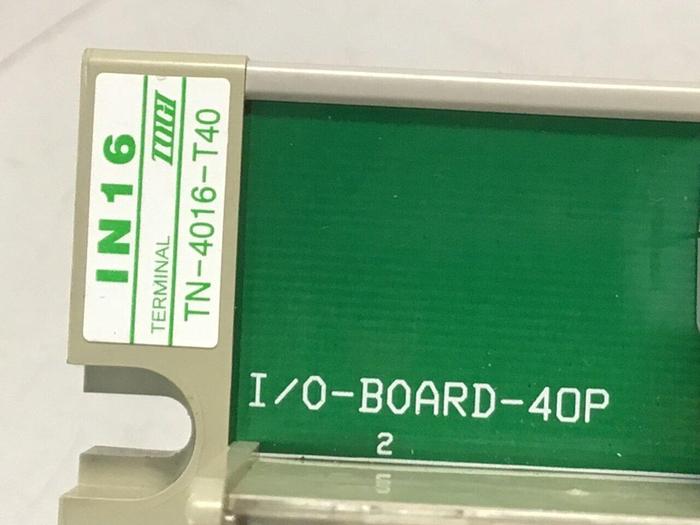 IN16
TERMINAL TOGI
TN-4016-T40
I/O-BOARD-40P
2